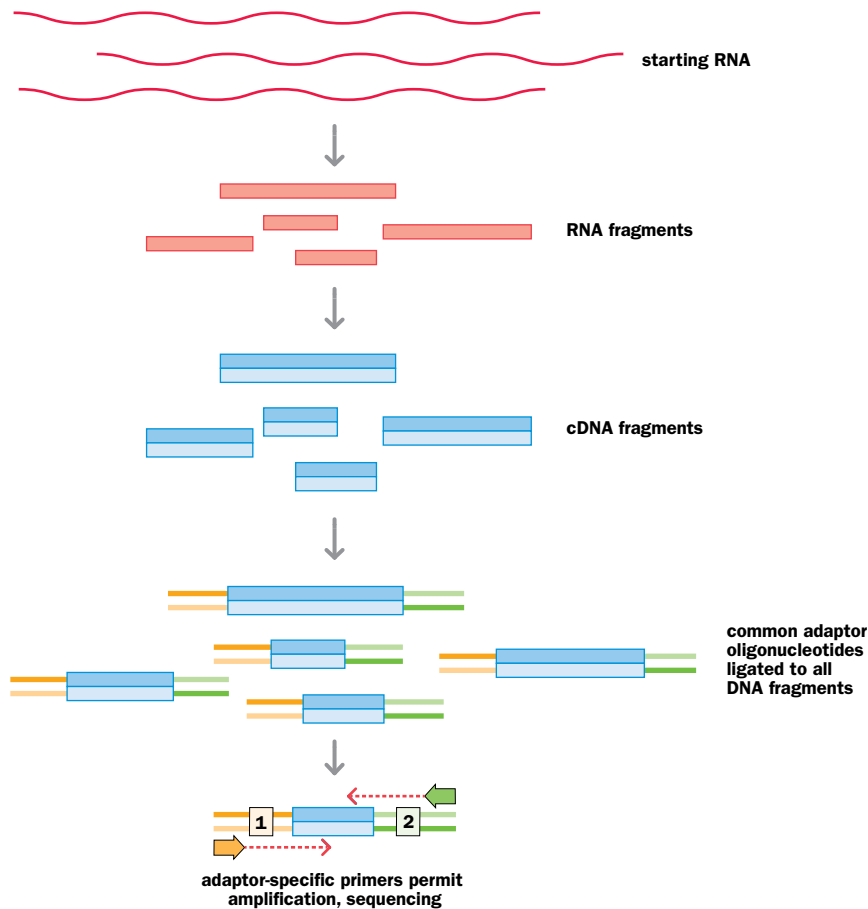 starting RNA
RNA fragments
cDNA fragments
common adaptor
oligonucleotides
ligated to all
DNA fragments
1
2
adaptor-specific primers permit
amplification, sequencing